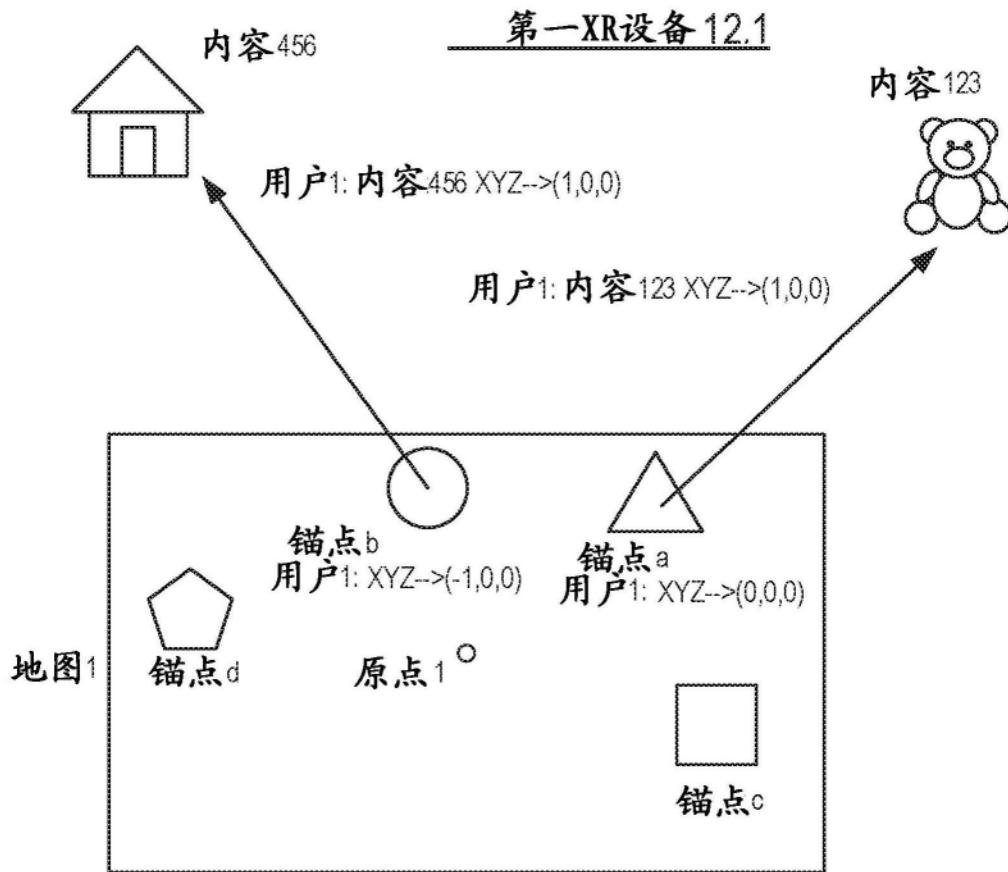 第一XR设备 12.1
内容456
内容123
用户1: 内容456 XYZ-->(1,0,0)
用户1: 内容123 XYZ-->(1,0,0)
锚点b
用户1: XYZ-->(-1,0,0)
锚点a
用户1: XYZ-->(0,0,0)
地图1
锚点d
原点1
锚点c